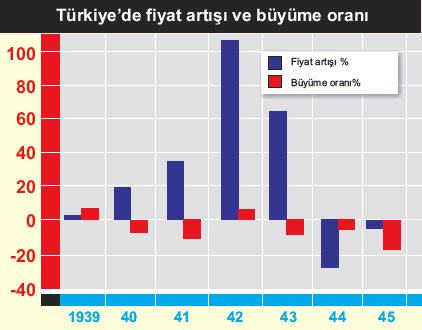 Türkiye'de fiyat artışı ve büyüme oranı
Fiyat artışı %
Büyüme oranı%
100
80
60
40
20
0
-20
-40
1939 40 41 42 43 44 45